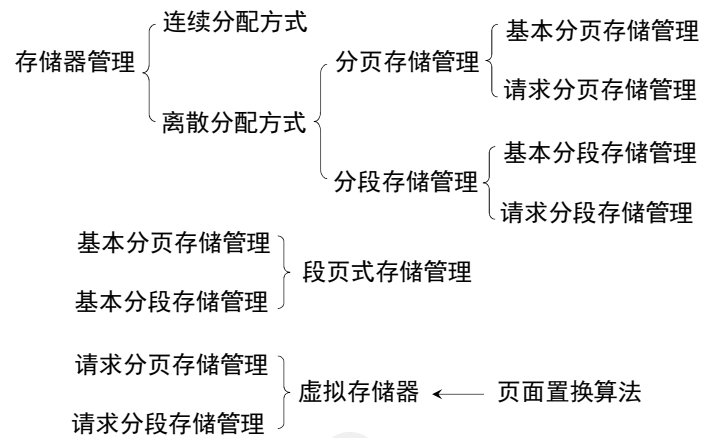 连续分配方式
基本分页存储管理
存储器管理
分页存储管理
请求分页存储管理
离散分配方式
基本分段存储管理
分段存储管理
请求分段存储管理
基本分页存储管理
段页式存储管理
基本分段存储管理
请求分页存储管理
虚拟存储器
页面置换算法
请求分段存储管理